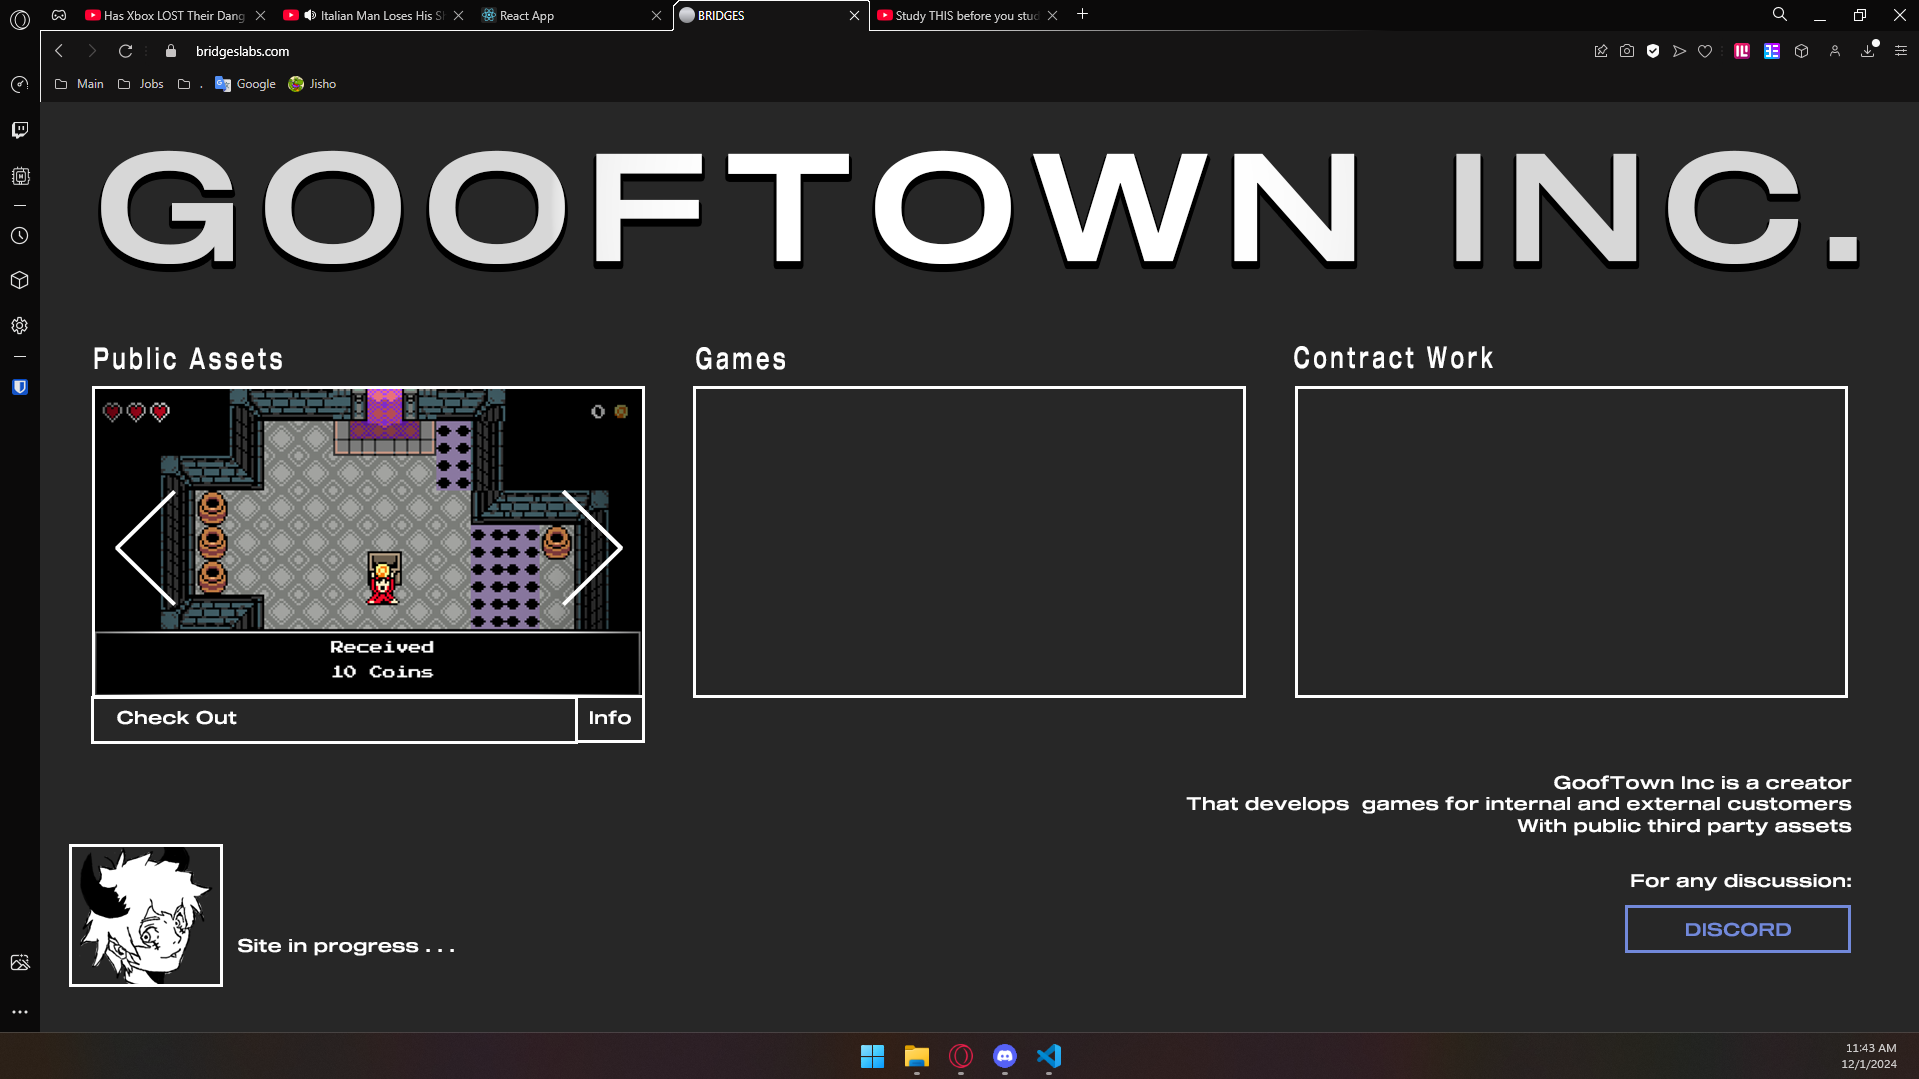 Has Xbox LOST Their Dang
Italian Man Loses His Sh
React App
BRIDGES
Study THIS before you stud
bridgeslabs.com
Main
Jobs
.
Google
Jisho
GOOFTOWN INC.
Public Assets
Games
Contract Work
0
Received
10 Coins
Check Out
Info
GoofTown Inc is a creator
That develops games for internal and external customers
With public third party assets
For any discussion:
DISCORD
Site in progress . . .
11:43 AM
12/1/2024